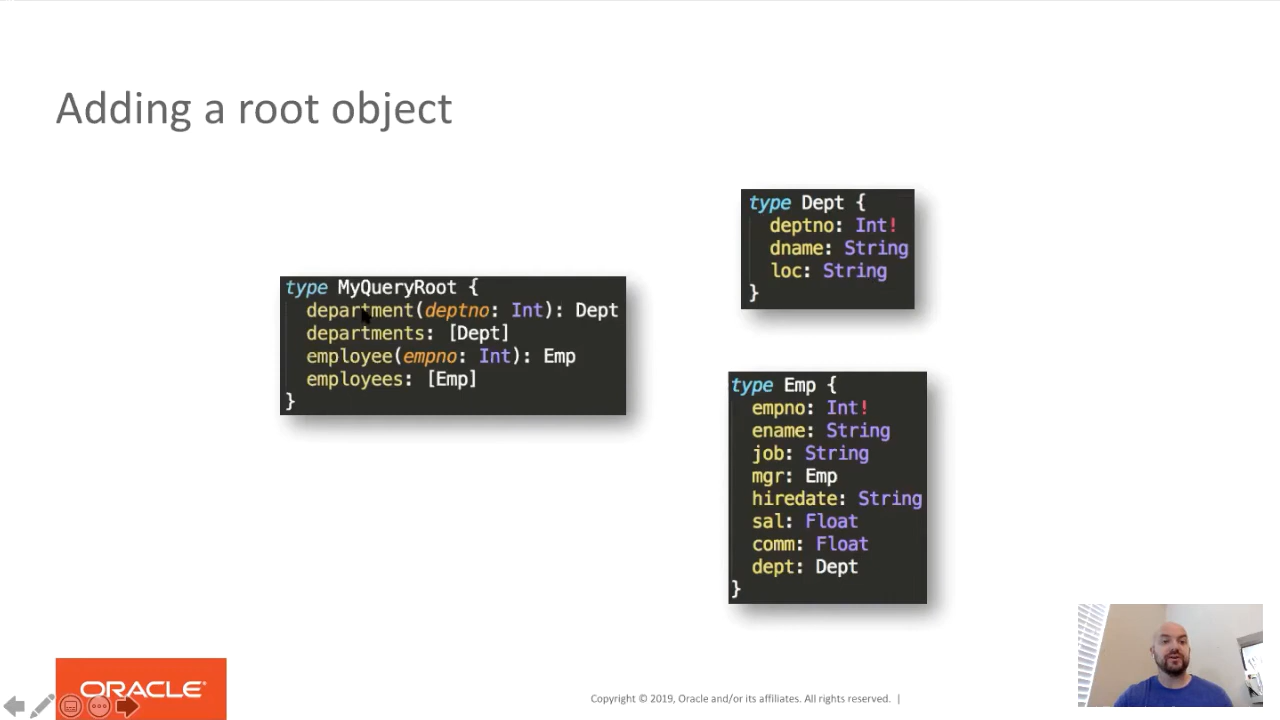 Adding a root object
type MyQueryRoot {
department(deptno: Int): Dept
departments: [Dept]
employee(empno: Int): Emp
employees: [Emp]
}
type Dept {
deptno: Int!
dname: String
loc: String
}
type Emp {
empno: Int!
ename: String
job: String
mgr: Emp
hiredate: String
sal: Float
comm: Float
dept: Dept
}
ORACLE®
Copyright © 2019, Oracle and/or its affiliates. All rights reserved. |